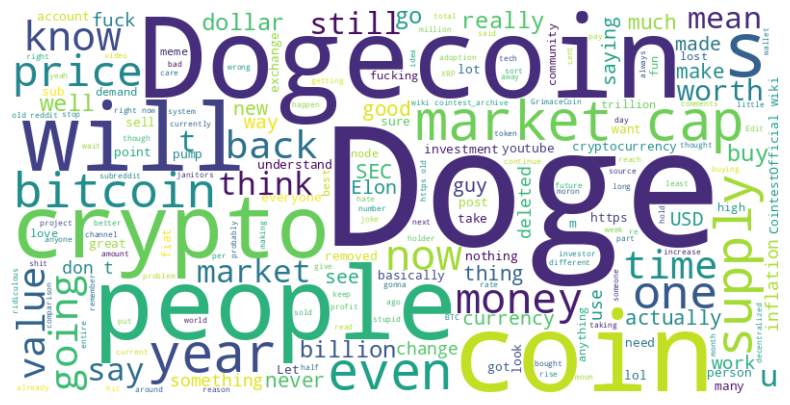 Dogecoin
Doge
s
will
crypto
people
coin
market cap
supply
know
price
bitcoin
year
now
one
time
money
even
going
value
say
think
back
market
still
mean
worth
buy
really
dollar
go
much
made
make
saying
well
t
u
good
way
new
sell
point
pump
fuck
account
meme
bad
care
right
yeah
video
sub
demand
old reddit
stop
right now
system
though
currently
wait
happen
understand
subreddit
janitors
everyone
exchange
wrong
lot
fucking
getting
community
tech
sort
away
adoption
XRP
idea
cent
total
million
said
pay
always
fun
lost
wallet
trillion
comments
little
day
want
Edit
wiki cointest_archive
GrimaceCoin
sure
token
thought
investment
youtube
cryptocurrency
reach
node
continue
source
buying
SEC
Elon
guy
post
take
best
hate
number
joke
next
holder
deleted
m
https
https old
future
moron
long
least
hold
week
re
part
USD
high
investor
different
increase
inflation
CointestOfficial wiki
decentralized
month
nothing
thing
removed
see
basically
use
actually
don t
love
great
fiat
project
better
anyone
channel
amount
per
probably
making
problem
give
shit
remember
comparison
ridiculous
entire
put
world
current
already
hit
around
reason
billion
something
Let
half
never
change
currency
keep
ago
gonna
profit
sold
stupid
read
BTC
rate
got
look
bought
rise
moon
anything
taking
someone
lol
need
person
work
many